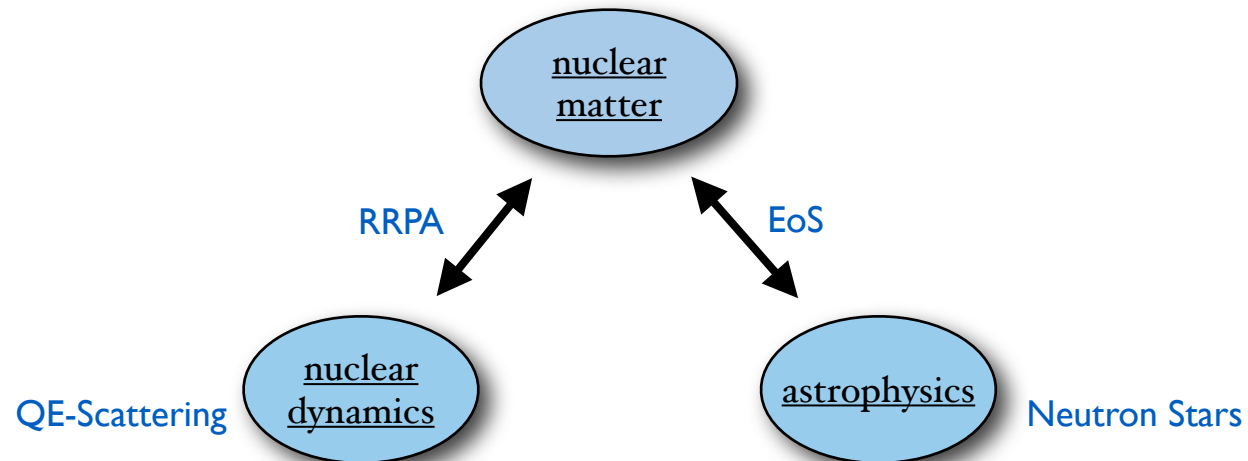 nuclear
matter
RRPA
EoS
nuclear
dynamics
QE-Scattering
astrophysics
Neutron Stars